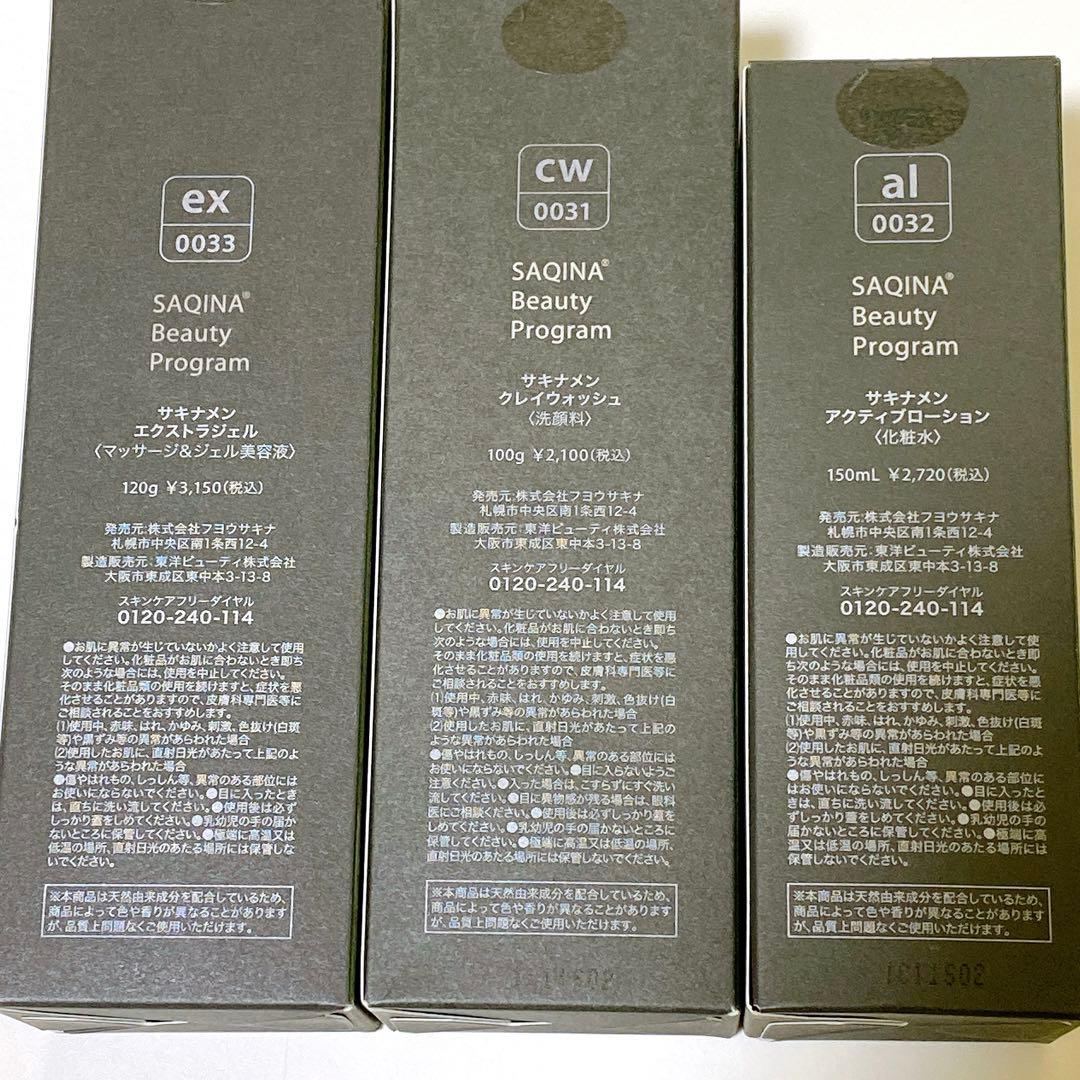 ex
0033
SAQINA®
Beauty
Program
サキナメン
エクストラジェル
〈マッサージ&ジェル美容液〉
120g ¥3,150(税込)
発売元:株式会社フヨウサキナ
札幌市中央区南1条西12-4
製造販売元:東洋ビューティ株式会社
大阪市東成区東中本3-13-8
スキンケアフリーダイヤル
0120-240-114
●お肌に異常が生じていないかよく注意して使用
してください。化粧品がお肌に合わないとき即ち
次のような場合には、使用を中止してください。
そのまま化粧品類の使用を続けますと、症状を悪
化させることがありますので、皮膚科専門医等に
ご相談されることをおすすめします。
(1)使用中、赤味、はれ、かゆみ、刺激、色抜け(白斑
等)や黒ずみ等の異常があらわれた場合
(2)使用したお肌に、直射日光があたって上記のよ
うな異常があらわれた場合
●傷やはれもの、しっしん等、異常のある部位には
お使いにならないでください。●目に入ったとき
は、直ちに洗い流してください。●使用後は必ず
しっかり蓋をしめてください。●乳幼児の手の届か
ないところに保管してください。●極端に高温又は
低温の場所、直射日光のあたる場所には保管しな
いでください。
※本商品は天然由来成分を配合しているため、
商品によって色や香りが異なることがあります
が、品質上問題なくご使用いただけます。
cw
0031
SAQINA®
Beauty
Program
サキナメン
クレイウォッシュ
〈洗顔料〉
100g ¥2,100(税込)
発売元:株式会社フヨウサキナ
札幌市中央区南1条西12-4
製造販売元:東洋ビューティ株式会社
大阪市東成区東中本3-13-8
スキンケアフリーダイヤル
0120-240-114
●お肌に異常が生じていないかよく注意して使用
してください。化粧品がお肌に合わないとき即ち
次のような場合には、使用を中止してください。
そのまま化粧品類の使用を続けますと、症状を悪
化させることがありますので、皮膚科専門医等に
ご相談されることをおすすめします。
(1)使用中、赤味、はれ、かゆみ、刺激、色抜け(白
斑等)や黒ずみ等の異常があらわれた場合
(2)使用したお肌に、直射日光があたって上記の
ような異常があらわれた場合
●傷やはれもの、しっしん等、異常のある部位には
お使いにならないでください。●目に入らないようご
注意ください。●入った場合は、こすらずにすぐ洗い
流してください。●目に異物感が残る場合は、眼科
医にご相談ください。●使用後は必ずしっかり蓋を
しめてください。●乳幼児の手の届かないところに
保管してください。●極端に高温又は低温の場所、
直射日光のあたる場所には保管しないでください。
※本商品は天然由来成分を配合しているため、
商品によって色や香りが異なることがあります
が、品質上問題なくご使用いただけます。
al
0032
SAQINA®
Beauty
Program
サキナメン
アクティブローション
〈化粧水〉
150mL ¥2,720(税込)
発売元:株式会社フヨウサキナ
札幌市中央区南1条西12-4
製造販売元:東洋ビューティ株式会社
大阪市東成区東中本3-13-8
スキンケアフリーダイヤル
0120-240-114
●お肌に異常が生じていないかよく注意して使
用してください。化粧品がお肌に合わないとき即
ち次のような場合には、使用を中止してください。
そのまま化粧品類の使用を続けますと、症状を悪
化させることがありますので、皮膚科専門医等に
ご相談されることをおすすめします。
(1)使用中、赤味、はれ、かゆみ、刺激、色抜け(白
斑等)や黒ずみ等の異常があらわれた場合
(2)使用したお肌に、直射日光があたって上記のよ
うな異常があらわれた場合
●傷やはれもの、しっしん等、異常のある部位に
はお使いにならないでください。●目に入ったと
きは、直ちに洗い流してください。●使用後は必
ずしっかり蓋をしめてください。●乳幼児の手の
届かないところに保管してください。●極端に高
温又は低温の場所、直射日光のあたる場所には保
管しないでください。
※本商品は天然由来成分を配合しているため、
商品によって色や香りが異なることがあります
が、品質上問題なくご使用いただけます。